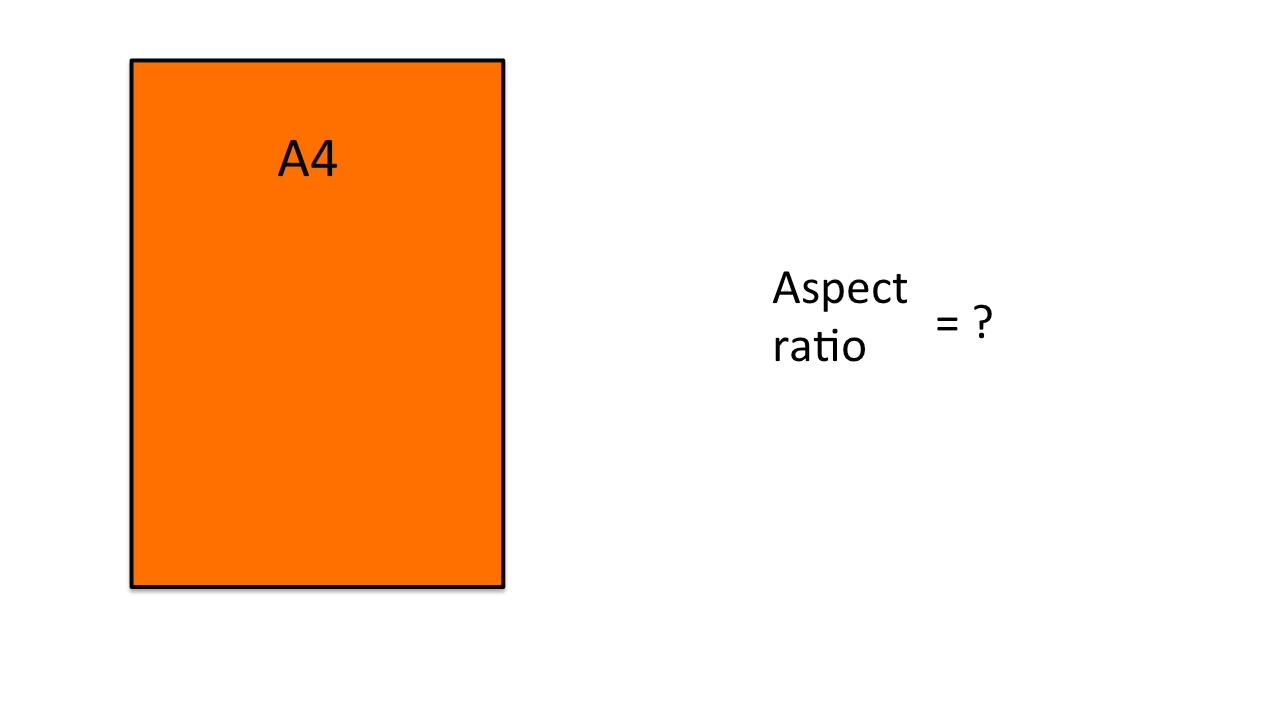 A4
Aspect
ratio
= ?